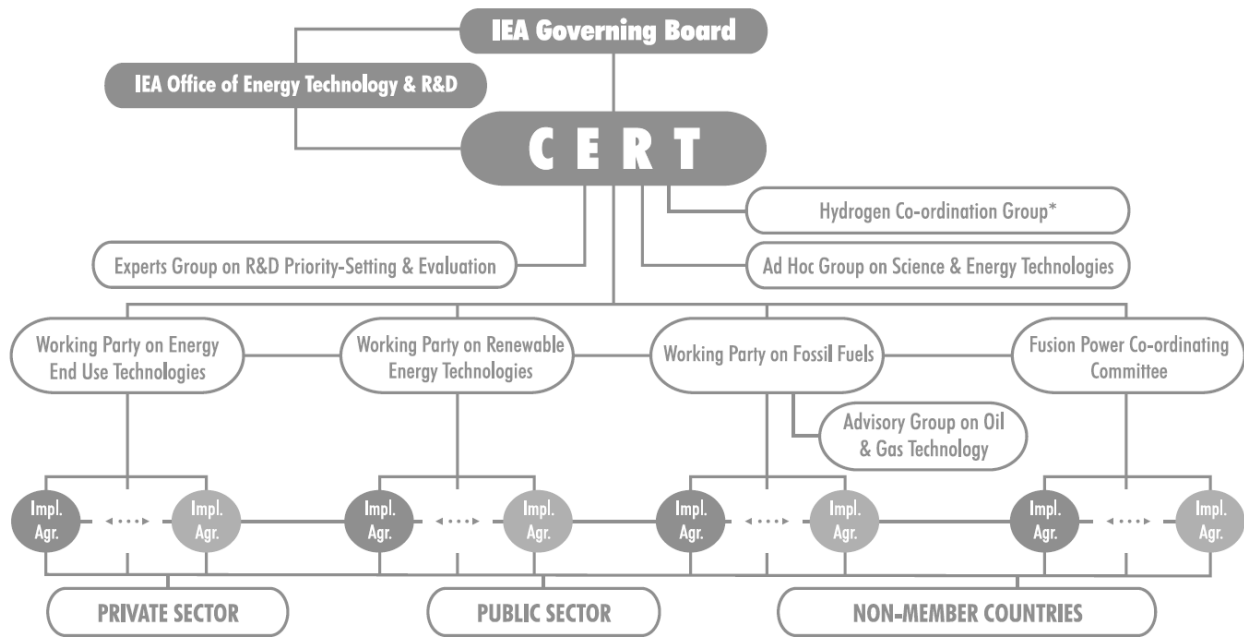 IEA Governing Board
IEA Office of Energy Technology & R&D
CERT
Hydrogen Co-ordination Group*
Experts Group on R&D Priority-Setting & Evaluation
Ad Hoc Group on Science & Energy Technologies
Working Party on Energy
End Use Technologies
Working Party on Renewable
Energy Technologies
Working Party on Fossil Fuels
Fusion Power Co-ordinating
Committee
Advisory Group on Oil
& Gas Technology
Impl.
Agr.
Impl.
Agr.
Impl.
Agr.
Impl.
Agr.
Impl.
Agr.
Impl.
Agr.
Impl.
Agr.
Impl.
Agr.
PRIVATE SECTOR
PUBLIC SECTOR
NON-MEMBER COUNTRIES